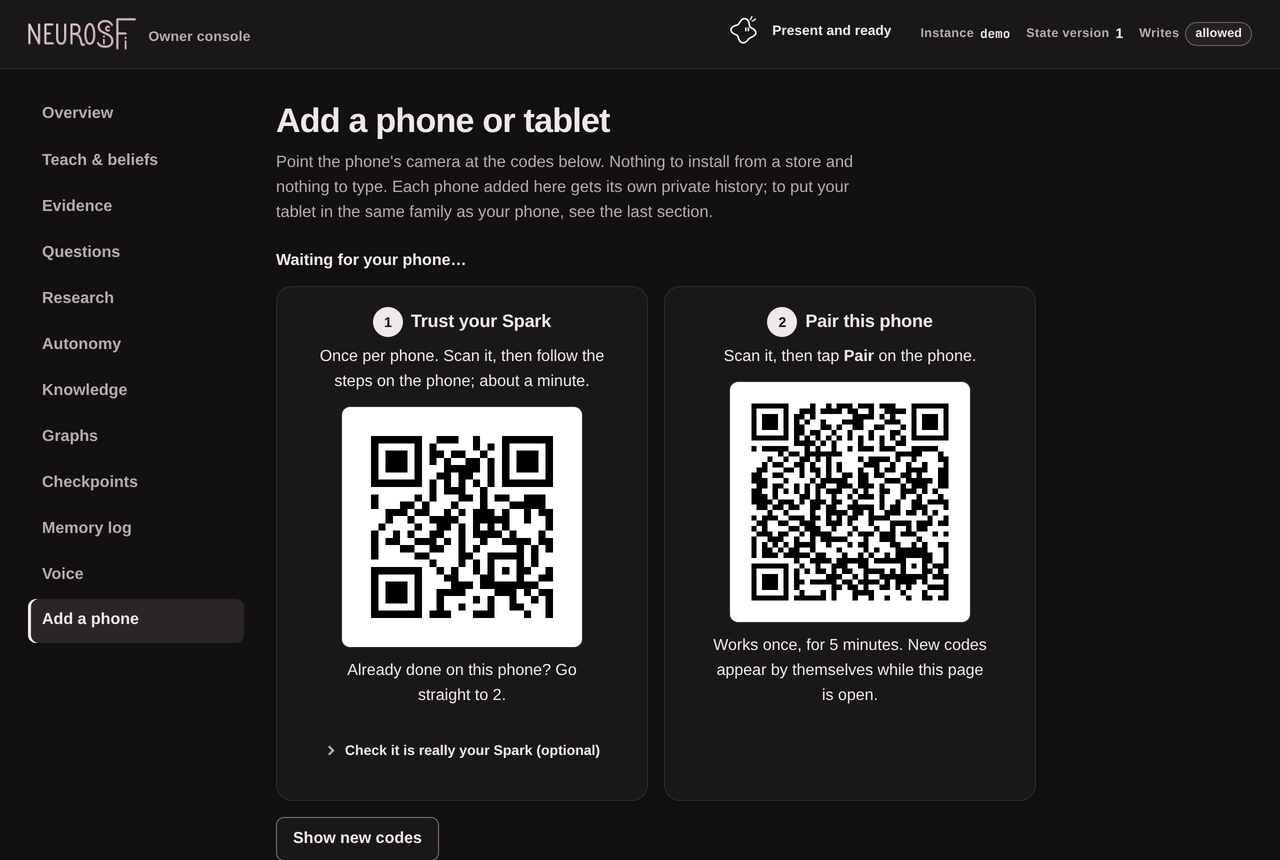 NEUROSciFi Owner console
Present and ready
Instance demo State version 1 Writes allowed
Overview
Teach & beliefs
Evidence
Questions
Research
Autonomy
Knowledge
Graphs
Checkpoints
Memory log
Voice
Add a phone
Add a phone or tablet
Point the phone's camera at the codes below. Nothing to install from a store and
nothing to type. Each phone added here gets its own private history; to put your
tablet in the same family as your phone, see the last section.
Waiting for your phone…
1 Trust your Spark
Once per phone. Scan it, then follow the
steps on the phone; about a minute.
Already done on this phone? Go
straight to 2.
Check it is really your Spark (optional)
2 Pair this phone
Scan it, then tap Pair on the phone.
Works once, for 5 minutes. New codes
appear by themselves while this page
is open.
Show new codes